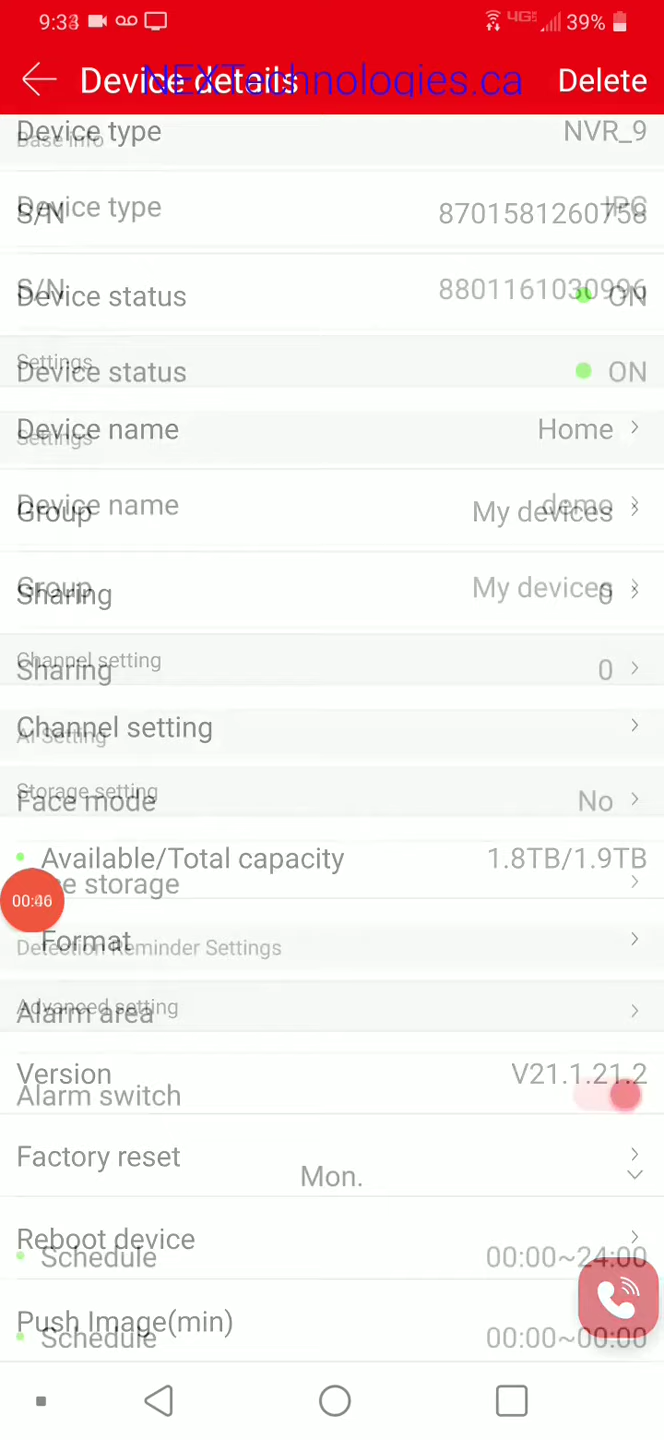 9:33 4G 39%
Device details Delete
NEXTechnologies.ca
Device type NVR_9
Base info
Device type IPC
S/N 8701581260758
S/N 8801161030996
Device status ON
Settings
Device status ON
Device name Home
Settings
Device name demo
Group My devices
Group My devices
Sharing 0
Channel setting
Sharing 0
Channel setting
AI Setting
Storage setting
Face mode No
Available/Total capacity 1.8TB/1.9TB
storage
00:46
Format
Detection Reminder Settings
Advanced setting
Alarm area
Version V21.1.21.2
Alarm switch
Factory reset
Mon.
Reboot device
Schedule 00:00~24:00
Push Image(min)
Schedule 00:00~00:00